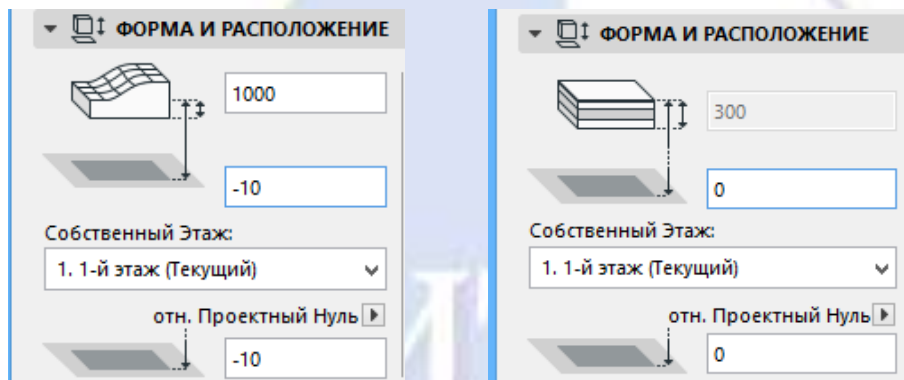 ФОРМА И РАСПОЛОЖЕНИЕ
1000
-10
Собственный Этаж:
1. 1-й этаж (Текущий)
отн. Проектный Нуль
-10
ФОРМА И РАСПОЛОЖЕНИЕ
300
0
Собственный Этаж:
1. 1-й этаж (Текущий)
отн. Проектный Нуль
0